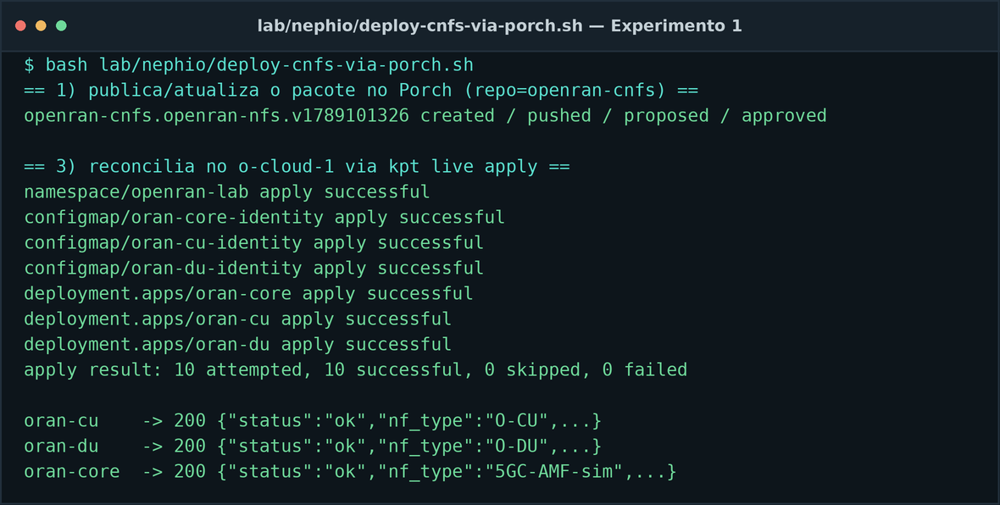 lab/nephio/deploy-cnfs-via-porch.sh — Experimento 1
$ bash lab/nephio/deploy-cnfs-via-porch.sh
== 1) publica/atualiza o pacote no Porch (repo=openran-cnfs) ==
openran-cnfs.openran-nfs.v1789101326 created / pushed / proposed / approved
== 3) reconcilia no o-cloud-1 via kpt live apply ==
namespace/openran-lab apply successful
configmap/oran-core-identity apply successful
configmap/oran-cu-identity apply successful
configmap/oran-du-identity apply successful
deployment.apps/oran-core apply successful
deployment.apps/oran-cu apply successful
deployment.apps/oran-du apply successful
apply result: 10 attempted, 10 successful, 0 skipped, 0 failed
oran-cu    -> 200 {"status":"ok","nf_type":"O-CU",...}
oran-du    -> 200 {"status":"ok","nf_type":"O-DU",...}
oran-core  -> 200 {"status":"ok","nf_type":"5GC-AMF-sim",...}